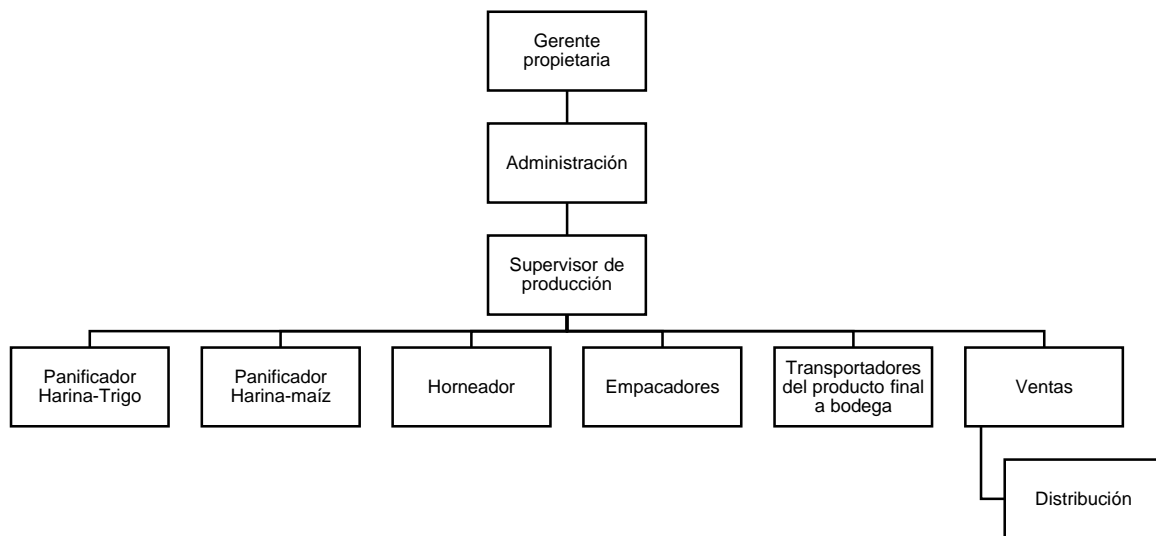 Gerente
propietaria
Administración
Supervisor de
producción
Panificador
Harina-Trigo
Panificador
Harina-maíz
Horneador
Empacadores
Transportadores
del producto final
a bodega
Ventas
Distribución